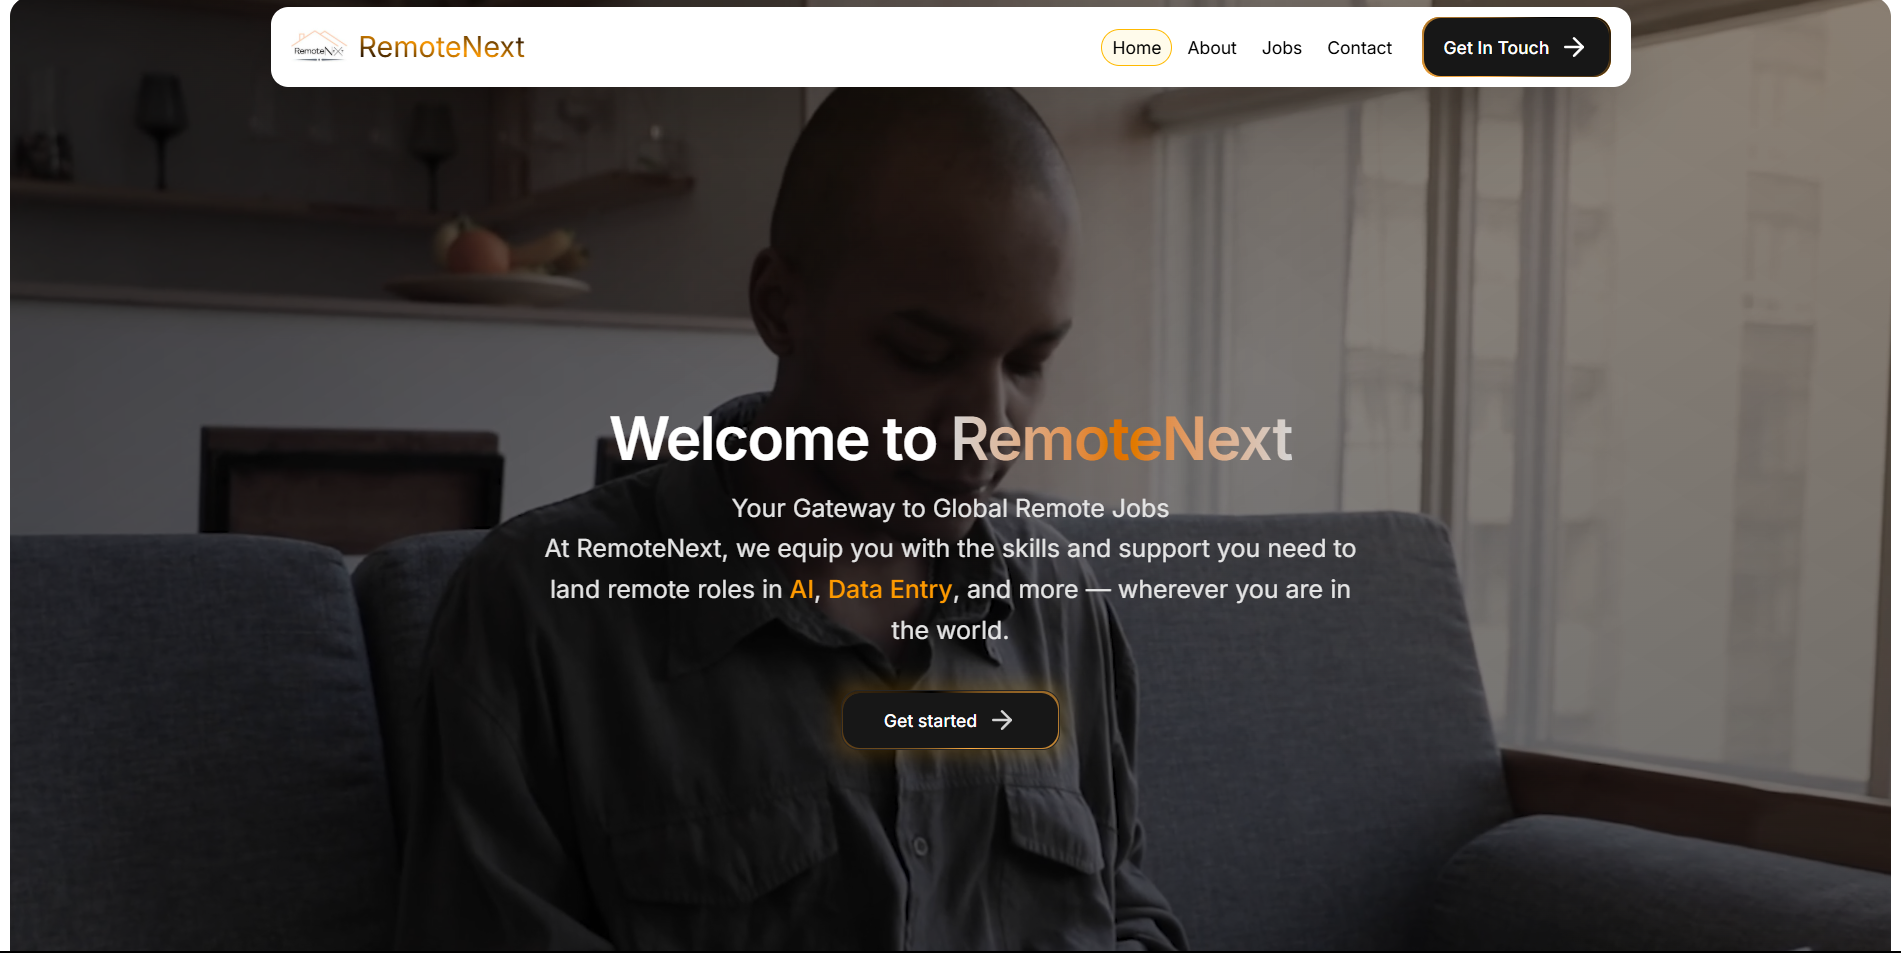 RemoteNext
RemoteNext
Home
About
Jobs
Contact
Get In Touch
Welcome to RemoteNext
Your Gateway to Global Remote Jobs
At RemoteNext, we equip you with the skills and support you need to
land remote roles in AI, Data Entry, and more — wherever you are in
the world.
Get started